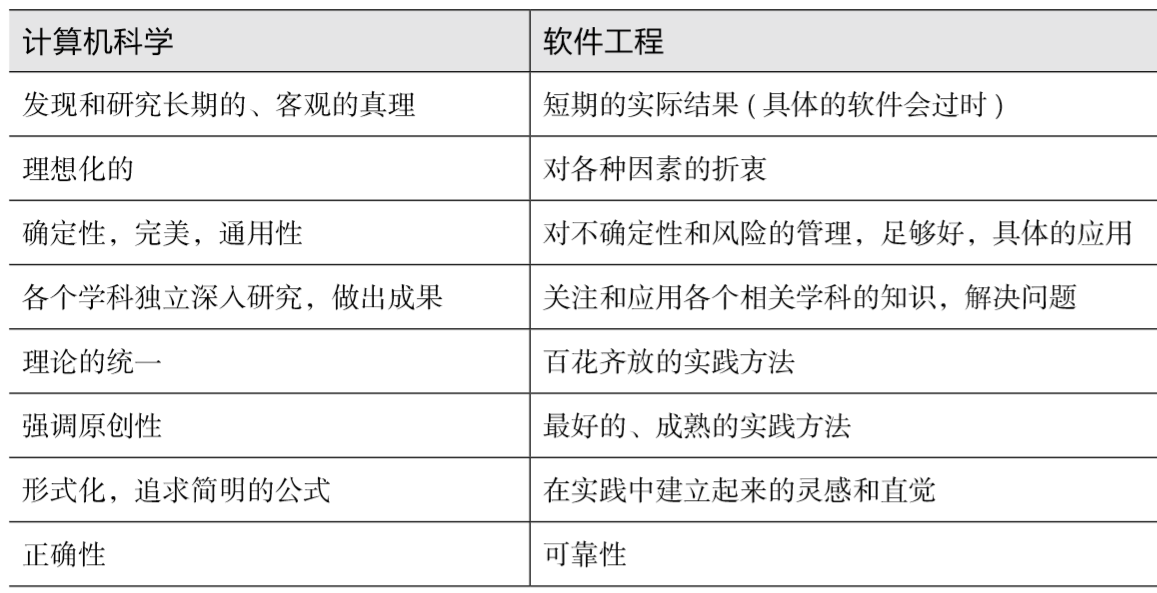 计算机科学 软件工程
发现和研究长期的、客观的真理 短期的实际结果 ( 具体的软件会过时 )
理想化的 对各种因素的折衷
确定性，完美，通用性 对不确定性和风险的管理，足够好，具体的应用
各个学科独立深入研究，做出成果 关注和应用各个相关学科的知识，解决问题
理论的统一 百花齐放的实践方法
强调原创性 最好的、成熟的实践方法
形式化，追求简明的公式 在实践中建立起来的灵感和直觉
正确性 可靠性